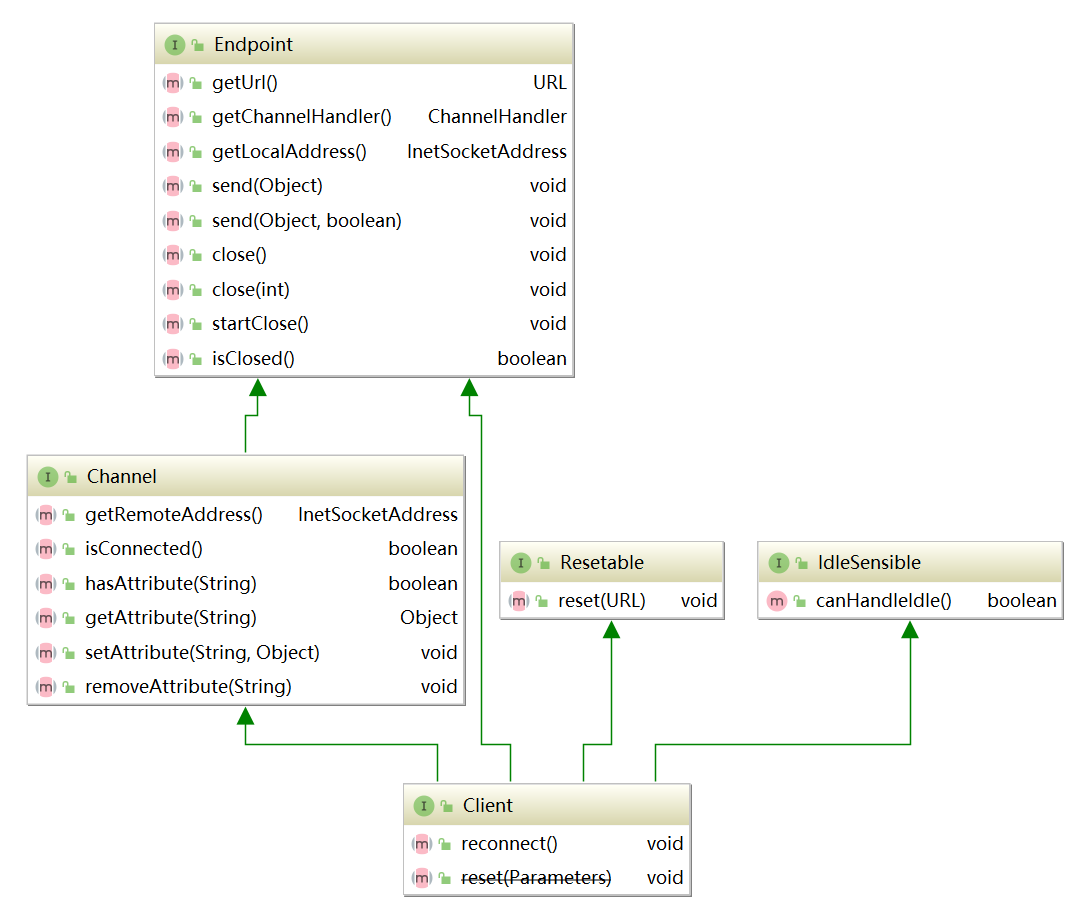 I Endpoint
m getUrl() URL
m getChannelHandler() ChannelHandler
m getLocalAddress() InetSocketAddress
m send(Object) void
m send(Object, boolean) void
m close() void
m close(int) void
m startClose() void
m isClosed() boolean
I Channel
m getRemoteAddress() InetSocketAddress
m isConnected() boolean
m hasAttribute(String) boolean
m getAttribute(String) Object
m setAttribute(String, Object) void
m removeAttribute(String) void
I Resetable
m reset(URL) void
I IdleSensible
m canHandleIdle() boolean
I Client
m reconnect() void
m reset(Parameters) void